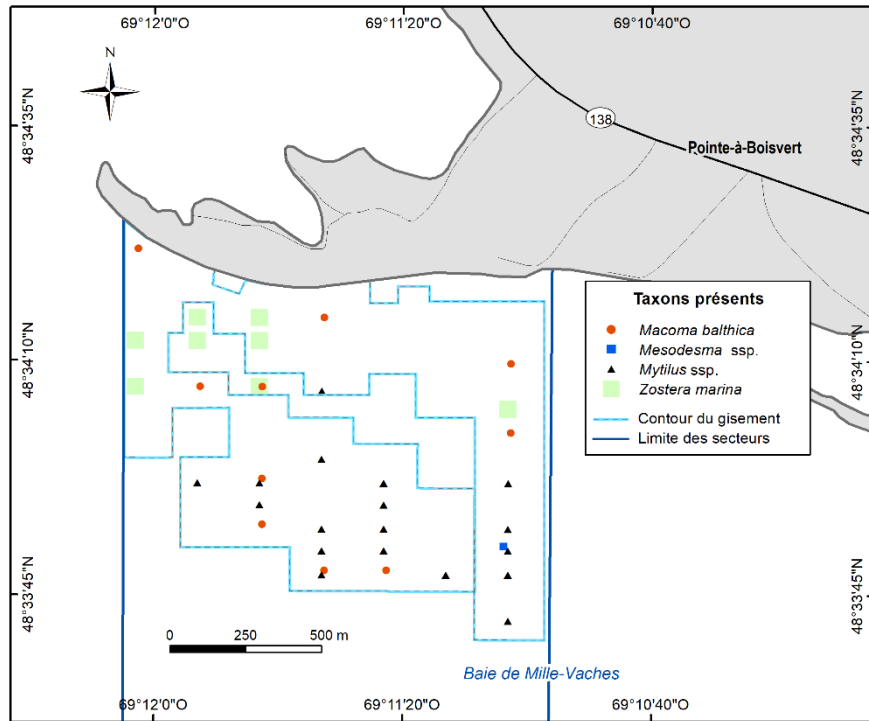 69°12'0"O
69°11'20"O
69°10'40"O
N
48°34'35"N
48°34'35"N
138
Pointe-à-Boisvert
Taxons présents
Macoma balthica
Mesodesma ssp.
Mytilus ssp.
Zostera marina
Contour du gisement
Limite des secteurs
48°34'10"N
48°34'10"N
48°33'45"N
48°33'45"N
0 250 500 m
Baie de Mille-Vaches
69°12'0"O
69°11'20"O
69°10'40"O